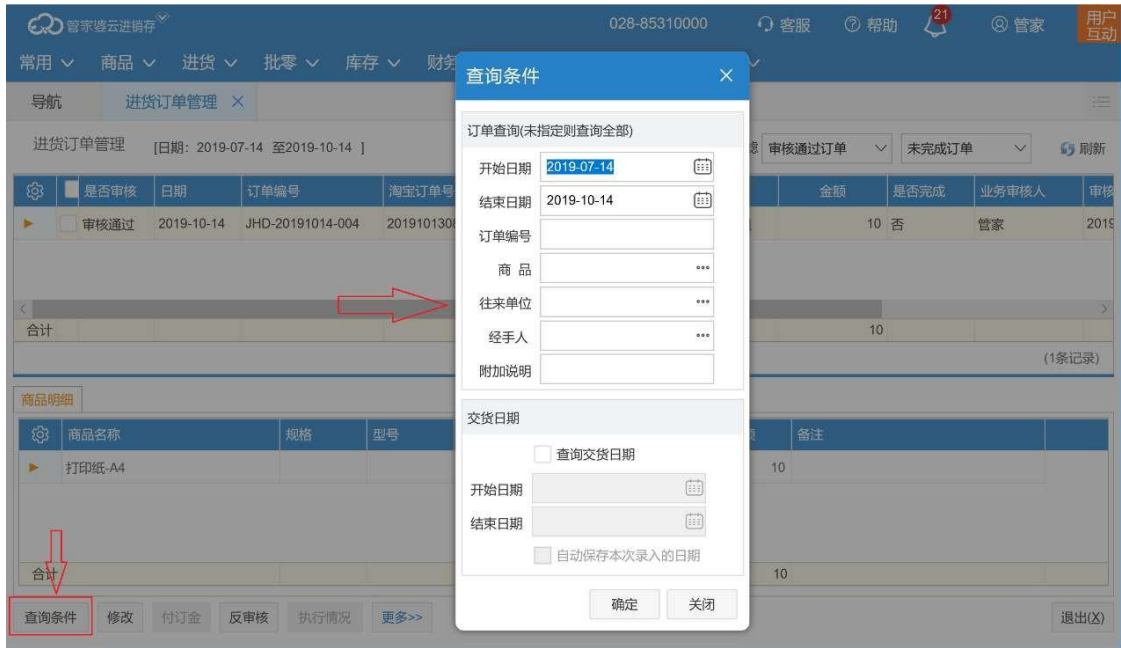 管家婆云进销存
028-85310000 客服 帮助 21 管家 用户互动
常用 商品 进货 批零 库存 财务
导航 进货订单管理
进货订单管理 [日期: 2019-07-14 至2019-10-14 ] 审核通过订单 未完成订单 刷新
是否审核 日期 订单编号 淘宝订单号 金额 是否完成 业务审核人 审核
审核通过 2019-10-14 JHD-20191014-004 201910130 10 否 管家 2019
合计 10
(1条记录)
商品明细
商品名称 规格 型号 备注
打印纸-A4 10
合计 10
查询条件 修改 付订金 反审核 执行情况 更多>> 退出(X)
查询条件
订单查询(未指定则查询全部)
开始日期 2019-07-14
结束日期 2019-10-14
订单编号
商 品
往来单位
经手人
附加说明
交货日期
查询交货日期
开始日期
结束日期
自动保存本次录入的日期
确定 关闭